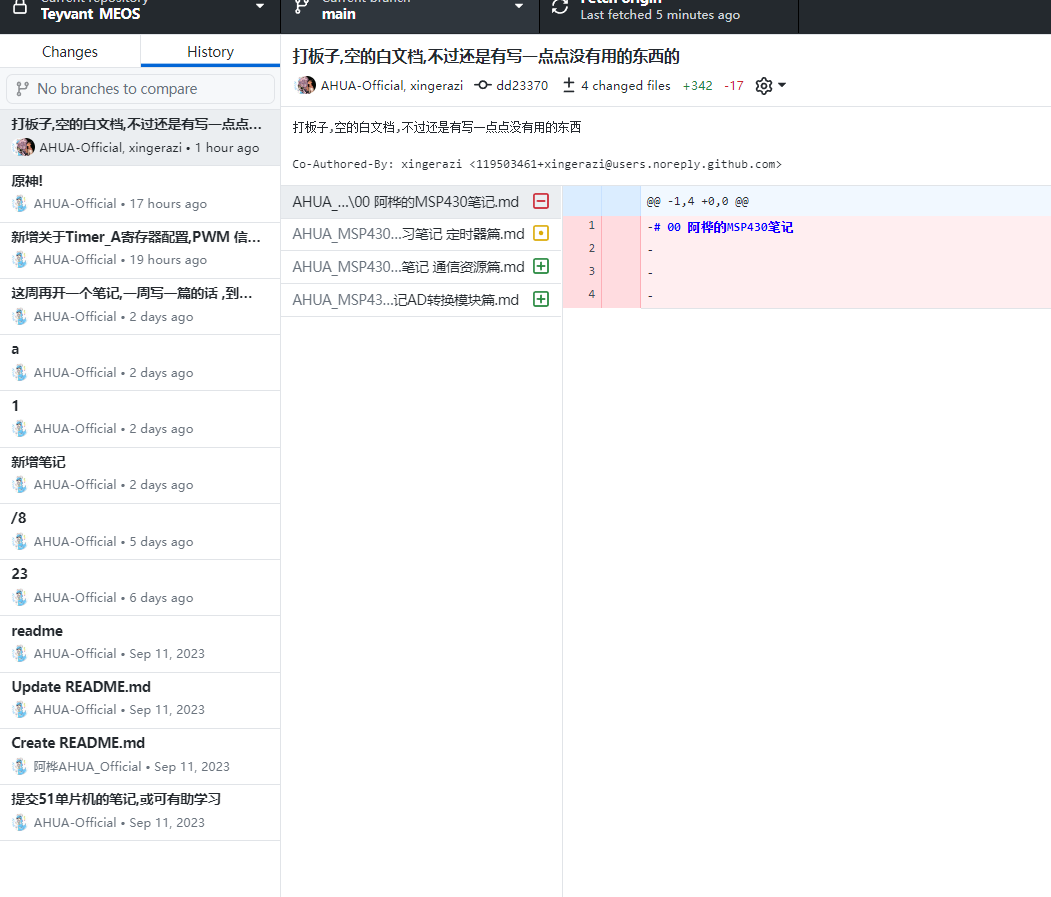 Current repository
Teyvant MEOS
Current branch
main
Fetch origin
Last fetched 5 minutes ago
Changes
History
No branches to compare
打板子,空的白文档,不过还是有写一点点…
AHUA-Official, xingerazi • 1 hour ago
原神!
AHUA-Official • 17 hours ago
新增关于Timer_A寄存器配置,PWM 信…
AHUA-Official • 19 hours ago
这周再开一个笔记,一周写一篇的话 ,到…
AHUA-Official • 2 days ago
a
AHUA-Official • 2 days ago
1
AHUA-Official • 2 days ago
新增笔记
AHUA-Official • 2 days ago
/8
AHUA-Official • 5 days ago
23
AHUA-Official • 6 days ago
readme
AHUA-Official • Sep 11, 2023
Update README.md
AHUA-Official • Sep 11, 2023
Create README.md
阿桦AHUA_Official • Sep 11, 2023
提交51单片机的笔记,或可有助学习
AHUA-Official • Sep 11, 2023
打板子,空的白文档,不过还是有写一点点没有用的东西的
AHUA-Official, xingerazi dd23370 4 changed files +342 -17
打板子,空的白文档,不过还是有写一点点没有用的东西
Co-Authored-By: xingerazi <119503461+xingerazi@users.noreply.github.com>
AHUA_...\00 阿桦的MSP430笔记.md
AHUA_MSP430...习笔记 定时器篇.md
AHUA_MSP430...笔记 通信资源篇.md
AHUA_MSP43...记AD转换模块篇.md
@@ -1,4 +0,0 @@
1 -# 00 阿桦的MSP430笔记
2 -
3 -
4 -